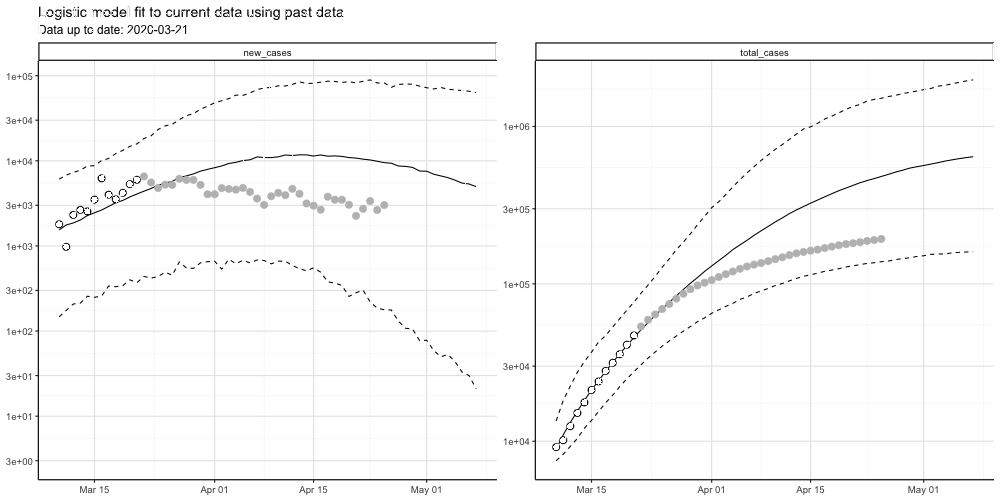 Logistic model fit to current data using past data
Data up to date: 2020-03-21
new_cases
total_cases
1e+05
3e+04
1e+04
3e+03
1e+03
3e+02
1e+02
3e+01
1e+01
3e+00
Mar 15
Apr 01
Apr 15
May 01
1e+06
3e+05
1e+05
3e+04
1e+04
Mar 15
Apr 01
Apr 15
May 01